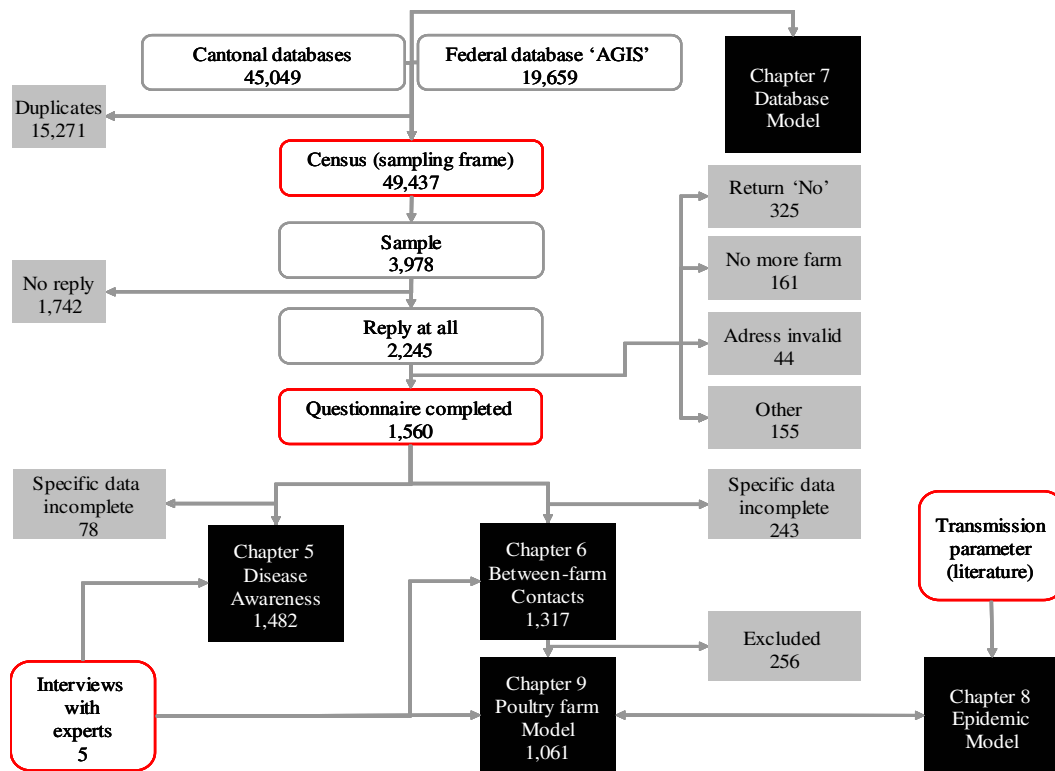 Cantonal databases
45,049
Federal database ‘AGIS’
19,659
Chapter 7
Database
Model
Duplicates
15,271
Census (sampling frame)
49,437
Return ‘No’
325
Sample
3,978
No more farm
161
No reply
1,742
Reply at all
2,245
Adress invalid
44
Questionnaire completed
1,560
Other
155
Specific data
incomplete
78
Specific data
incomplete
243
Chapter 5
Disease
Awareness
1,482
Chapter 6
Between-farm
Contacts
1,317
Transmission
parameter
(literature)
Excluded
256
Interviews
with
experts
5
Chapter 9
Poultry farm
Model
1,061
Chapter 8
Epidemic
Model